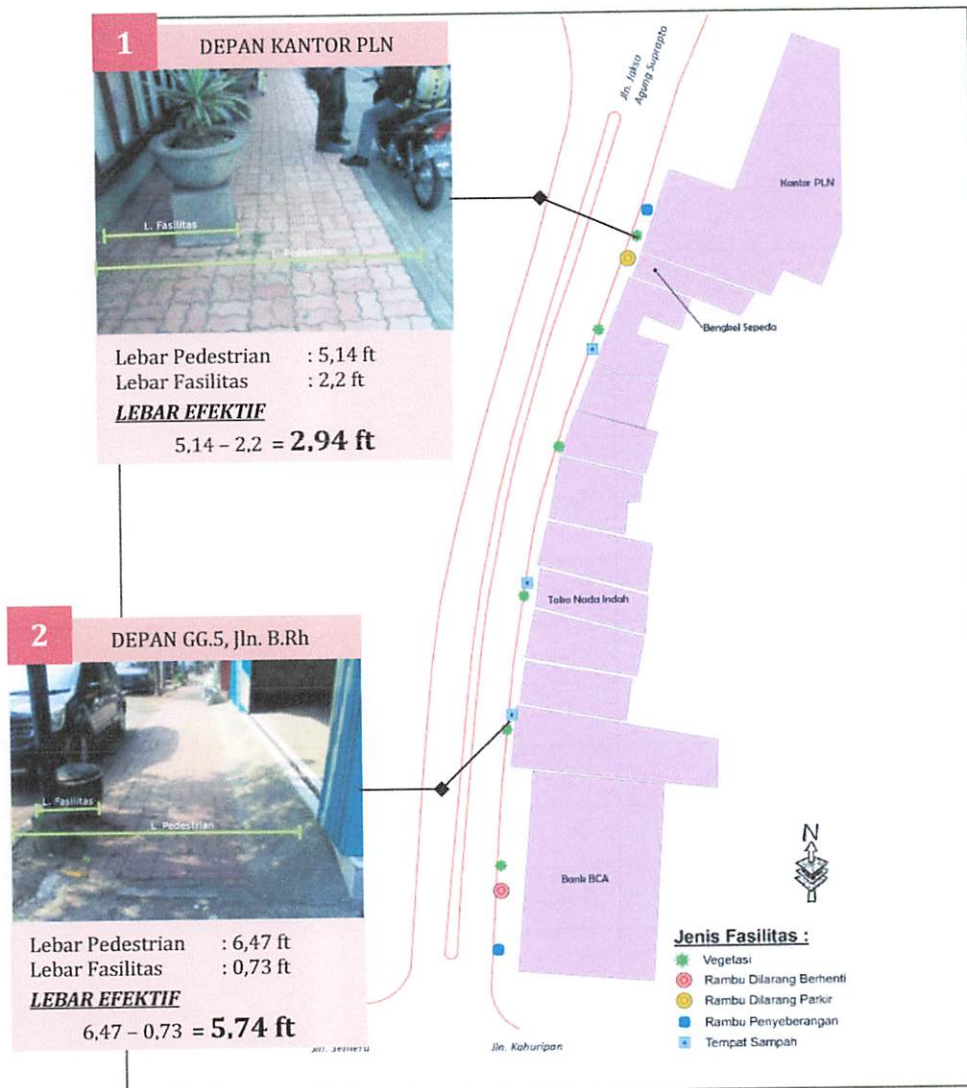 1
DEPAN KANTOR PLN
L. Fasilitas
L. Pedestrian
Lebar Pedestrian : 5,14 ft
Lebar Fasilitas : 2,2 ft
LEBAR EFEKTIF
5,14 – 2,2 = 2,94 ft
2
DEPAN GG.5, Jln. B.Rh
L. Fasilitas
L. Pedestrian
Lebar Pedestrian : 6,47 ft
Lebar Fasilitas : 0,73 ft
LEBAR EFEKTIF
6,47 – 0,73 = 5,74 ft
Jln. Jaksa
Agung Suprapto
Kantor PLN
Bengkel Sepeda
Toko Nada Indah
Bank BCA
Jln. Semeru
Jln. Kahuripan
N
Jenis Fasilitas :
Vegetasi
Rambu Dilarang Berhenti
Rambu Dilarang Parkir
Rambu Penyeberangan
Tempat Sampah